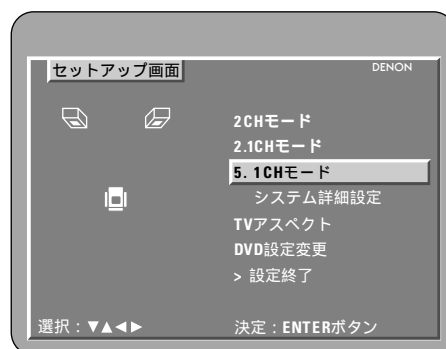 セットアップ画面
DENON
2CHモード
2.1CHモード
5.1CHモード
システム詳細設定
TVアスペクト
DVD設定変更
> 設定終了
選択：▼▲◀▶
決定：ENTERボタン